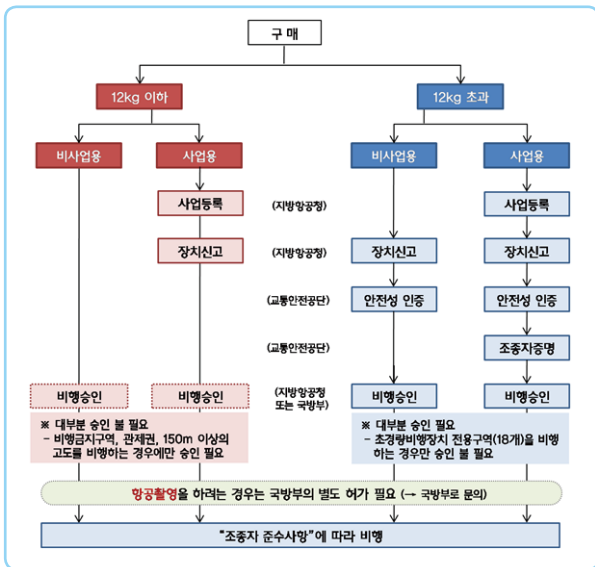 구 매
12kg 이하
12kg 초과
비사업용
사업용
비사업용
사업용
사업등록
(지방항공청)
사업등록
장치신고
(지방항공청)
장치신고
장치신고
(교통안전공단)
안전성 인증
안전성 인증
(교통안전공단)
조종자증명
비행승인
비행승인
(지방항공청
또는 국방부)
비행승인
비행승인
※ 대부분 승인 불 필요
- 비행금지구역, 관제권, 150m 이상의
고도를 비행하는 경우에만 승인 필요
※ 대부분 승인 필요
- 초경량비행장치 전용구역(18개)을 비행
하는 경우만 승인 불 필요
항공촬영을 하려는 경우는 국방부의 별도 허가 필요 (→ 국방부로 문의)
"조종자 준수사항"에 따라 비행